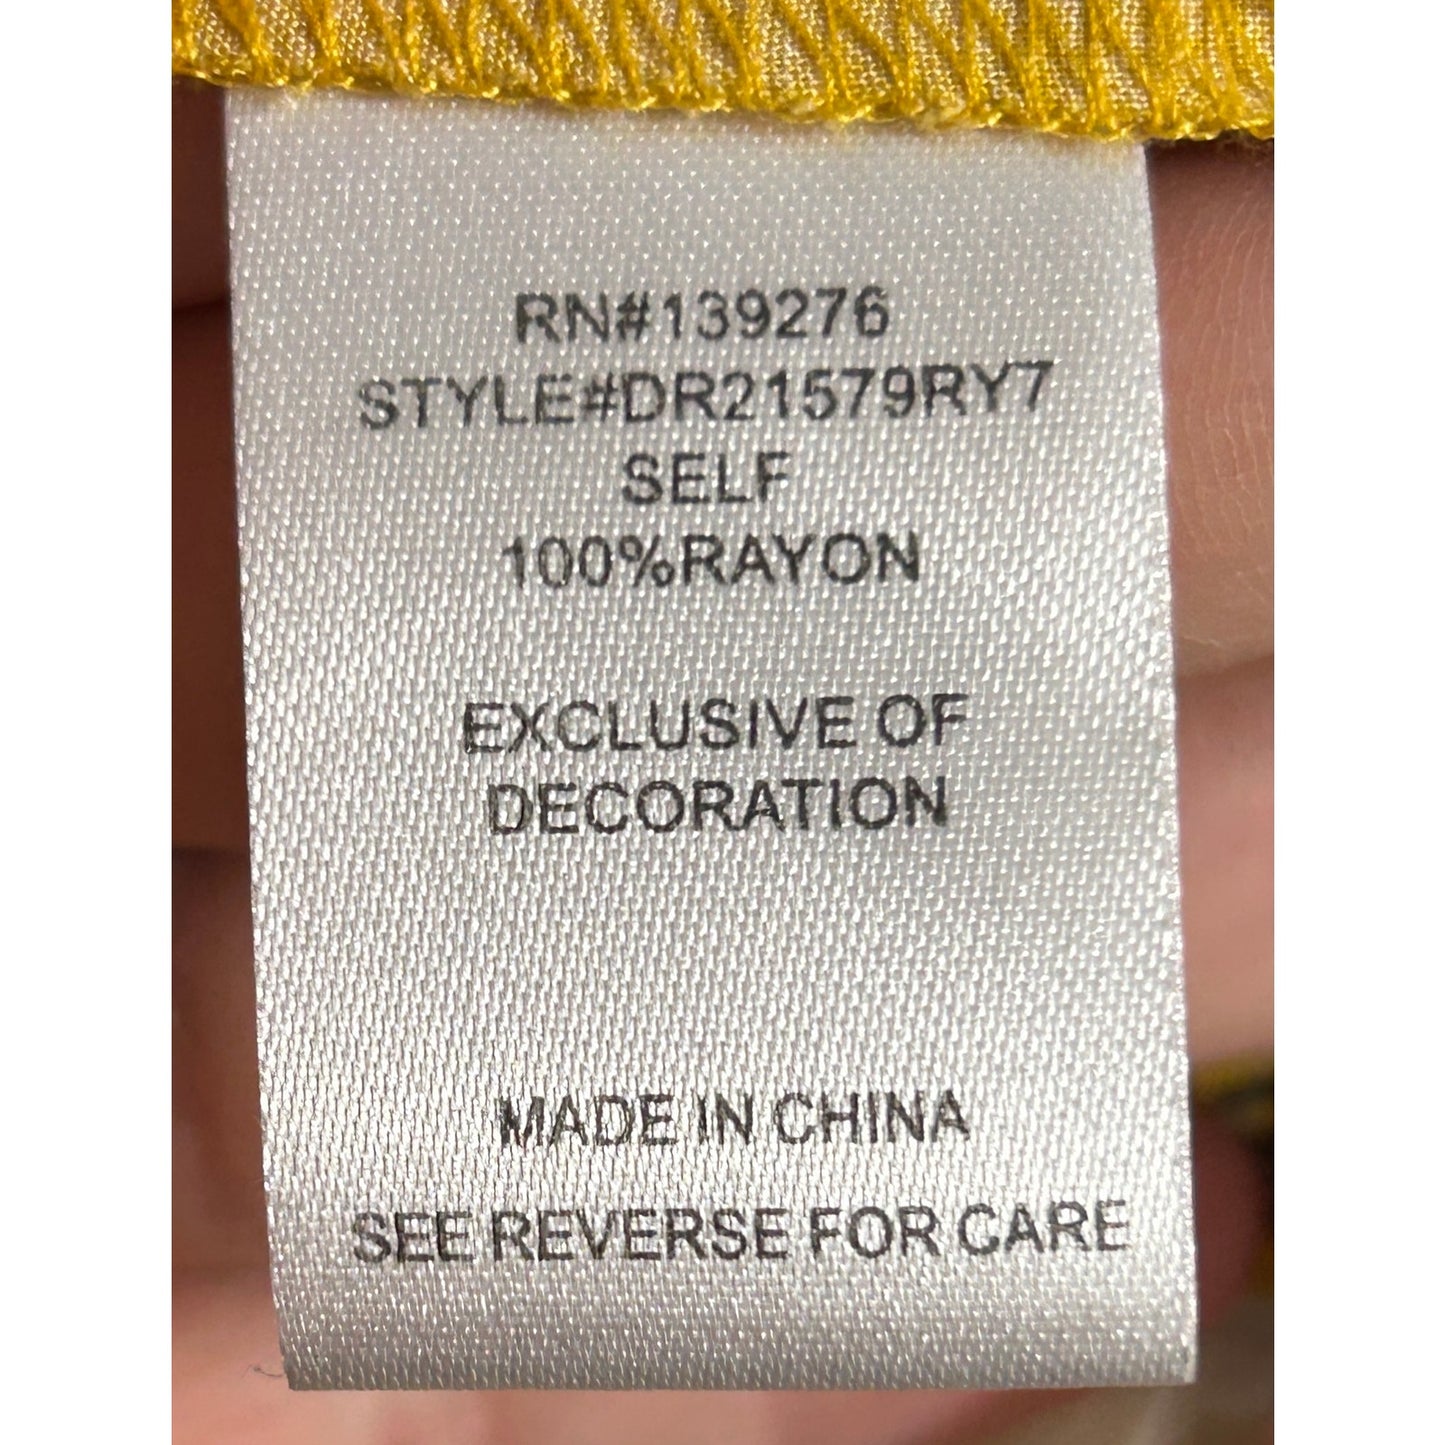 RN#139276
STYLE#DR21579RY7
SELF
100%RAYON
EXCLUSIVE OF
DECORATION
MADE IN CHINA
SEE REVERSE FOR CARE